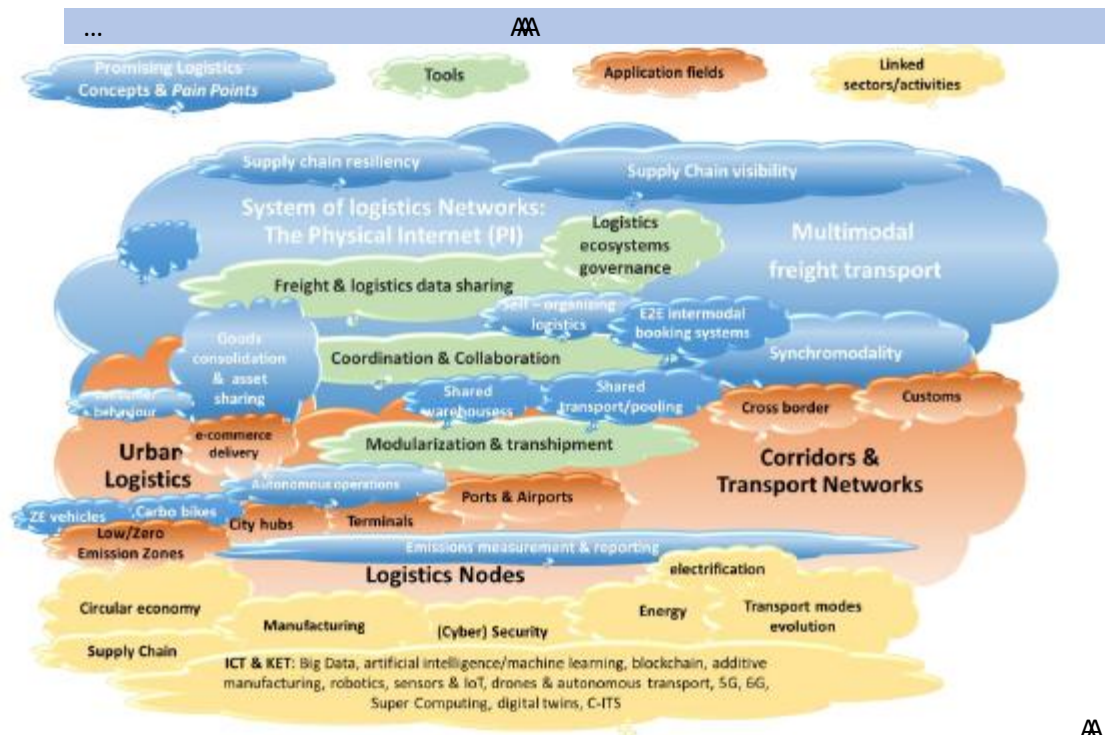 ...
Promising Logistics
Concepts & Pain Points
Tools
Application fields
Linked
sectors/activities
Supply chain resiliency
Supply Chain visibility
System of logistics Networks:
The Physical Internet (PI)
Logistics
ecosystems
governance
Multimodal
freight transport
Freight & logistics data sharing
Self – organizing
logistics
E2E intermodal
booking systems
Goods
consolidation
& asset
sharing
Coordination & Collaboration
Synchromodality
behaviour
Shared
warehousess
Shared
transport/pooling
Cross border
Customs
e-commerce
delivery
Modularization & transhipment
Urban
Logistics
Corridors &
Transport Networks
Autonomous operations
Ports & Airports
ZE vehicles
Carbo bikes
City hubs
Terminals
Low/Zero
Emission Zones
Emissions measurement & reporting
Logistics Nodes
electrification
Circular economy
Manufacturing
(Cyber) Security
Energy
Transport modes
evolution
Supply Chain
ICT & KET: Big Data, artificial intelligence/machine learning, blockchain, additive
manufacturing, robotics, sensors & IoT, drones & autonomous transport, 5G, 6G,
Super Computing, digital twins, C-ITS